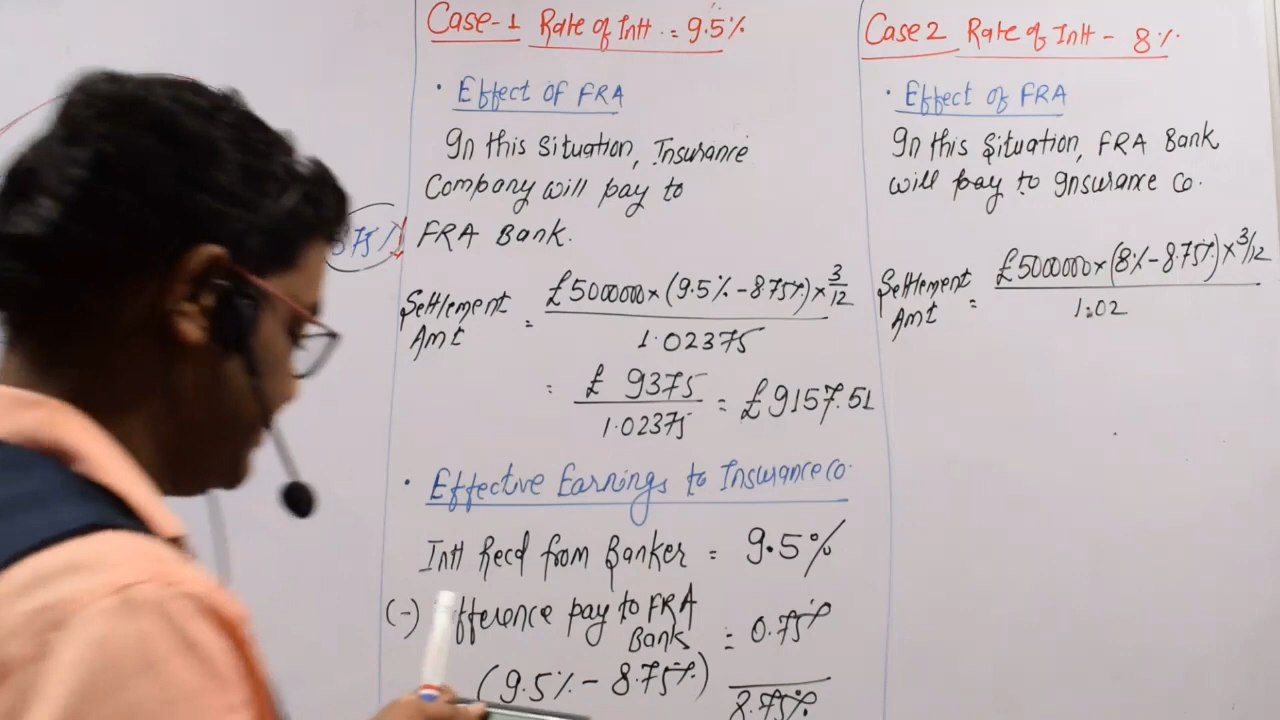 Case-1 Rate of Intt. = 9.5%
• Effect OF FRA
In this Situation, Insurance
Company will pay to
FRA Bank.
Settlement Amt = £5000000 × (9.5% - 8.75%) × 3/12
1.02375
= £ 9375 = £9157.51
1.02375
• Effective Earnings to Insurance Co.
Intt Recd from Banker = 9.5%
(-) ifference pay to FRA
Bank = 0.75%
(9.5% - 8.75%)
8.75%
Case 2 Rate of Intt - 8%
• Effect of FRA
In this Situation, FRA Bank
will pay to Insurance Co.
Settlement Amt = £5000000 × (8% - 8.75%) × 3/12
1.02
75%